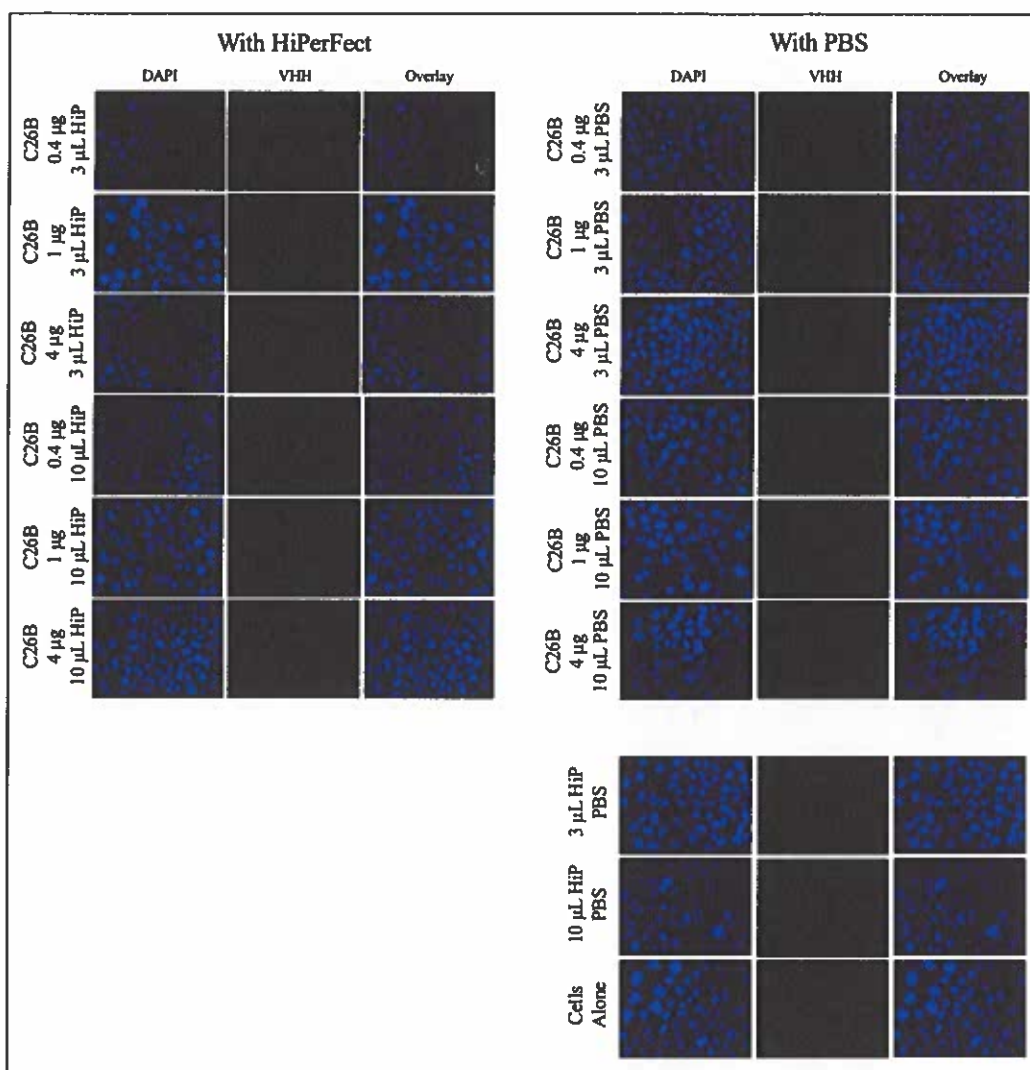 With HiPerFect
DAPI VHH Overlay
C26B
0.4 µg
3 µL HiP
C26B
1 µg
3 µL HiP
C26B
4 µg
3 µL HiP
C26B
0.4 µg
10 µL HiP
C26B
1 µg
10 µL HiP
C26B
4 µg
10 µL HiP
With PBS
DAPI VHH Overlay
C26B
0.4 µg
3 µL PBS
C26B
1 µg
3 µL PBS
C26B
4 µg
3 µL PBS
C26B
0.4 µg
10 µL PBS
C26B
1 µg
10 µL PBS
C26B
4 µg
10 µL PBS
3 µL HiP
PBS
10 µL HiP
PBS
Cells
Alone